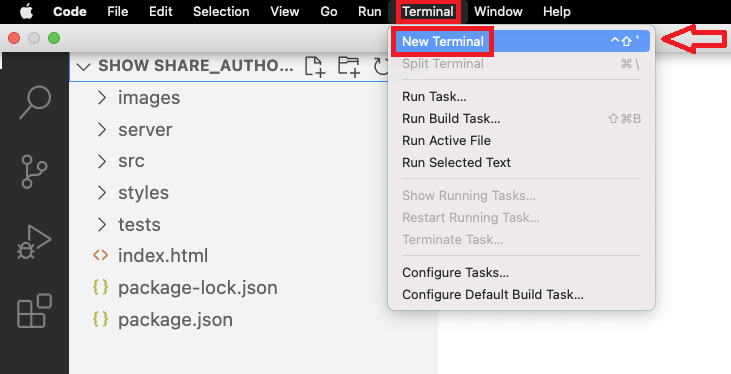 Code File Edit Selection View Go Run Terminal Window Help
New Terminal ^⇧`
Split Terminal ⌘\
SHOW SHARE_AUTHO...
images
server
src
styles
tests
index.html
{} package-lock.json
{} package.json
Run Task...
Run Build Task... ⇧⌘B
Run Active File
Run Selected Text
Show Running Tasks...
Restart Running Task...
Terminate Task...
Configure Tasks...
Configure Default Build Task...